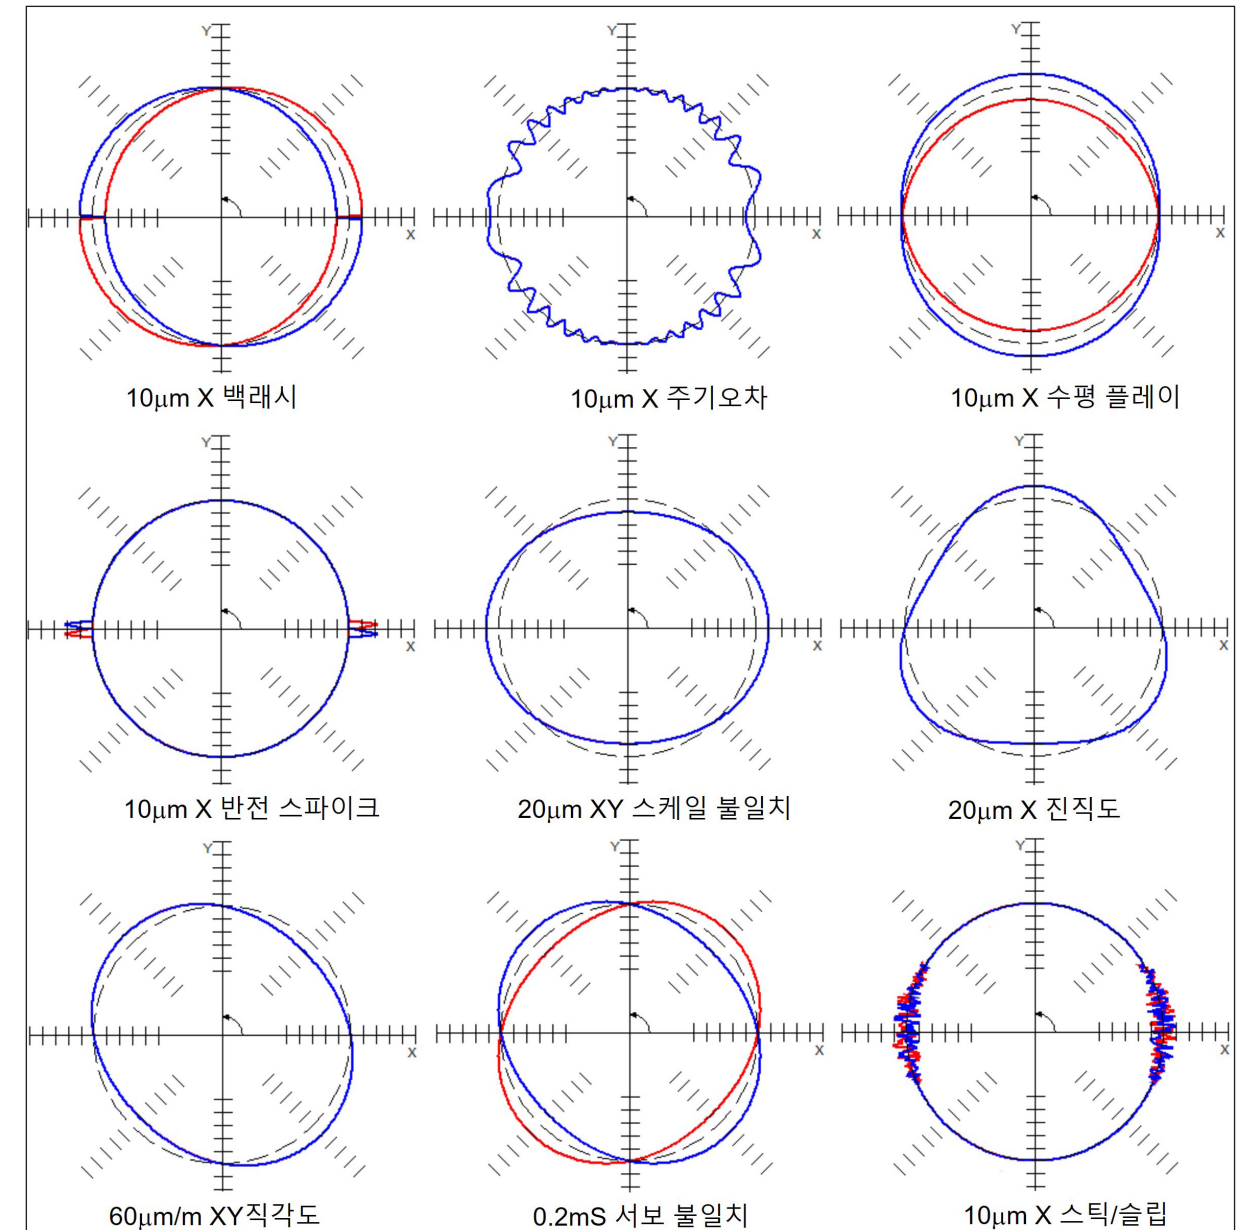 Y
X
Y
X
Y
X
10μm X 백래시
10μm X 주기오차
10μm X 수평 플레이
Y
X
Y
X
Y
X
10μm X 반전 스파이크
20μm XY 스케일 불일치
20μm X 진직도
Y
X
Y
X
Y
X
60μm/m XY직각도
0.2mS 서보 불일치
10μm X 스틱/슬립